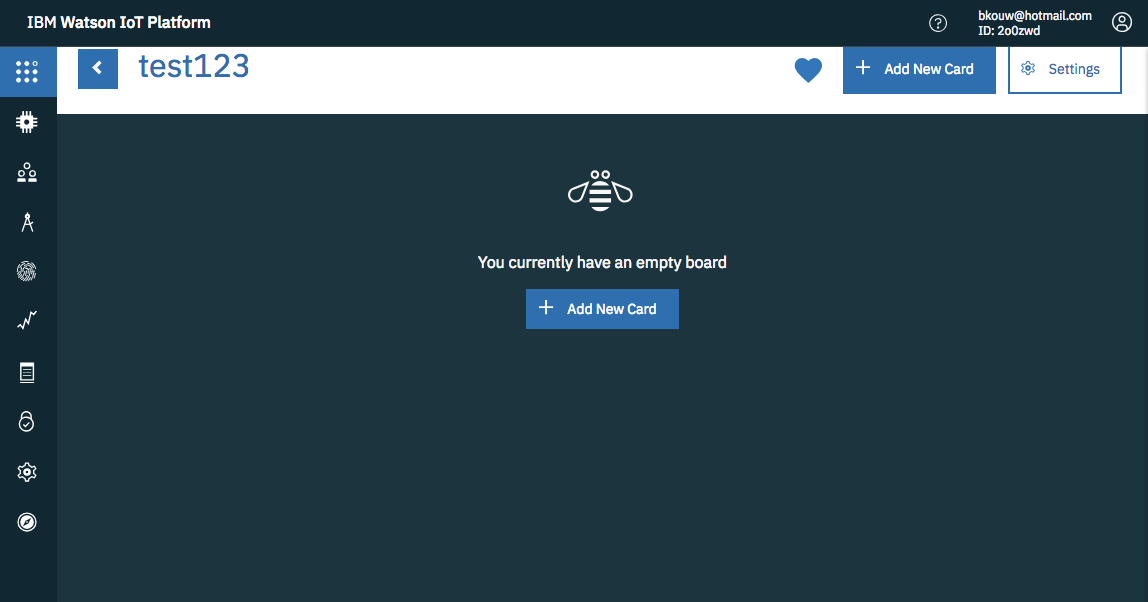 IBM Watson IoT Platform
?
bkouw@hotmail.com
ID: 2o0zwd
test123
+ Add New Card
Settings
You currently have an empty board
+ Add New Card